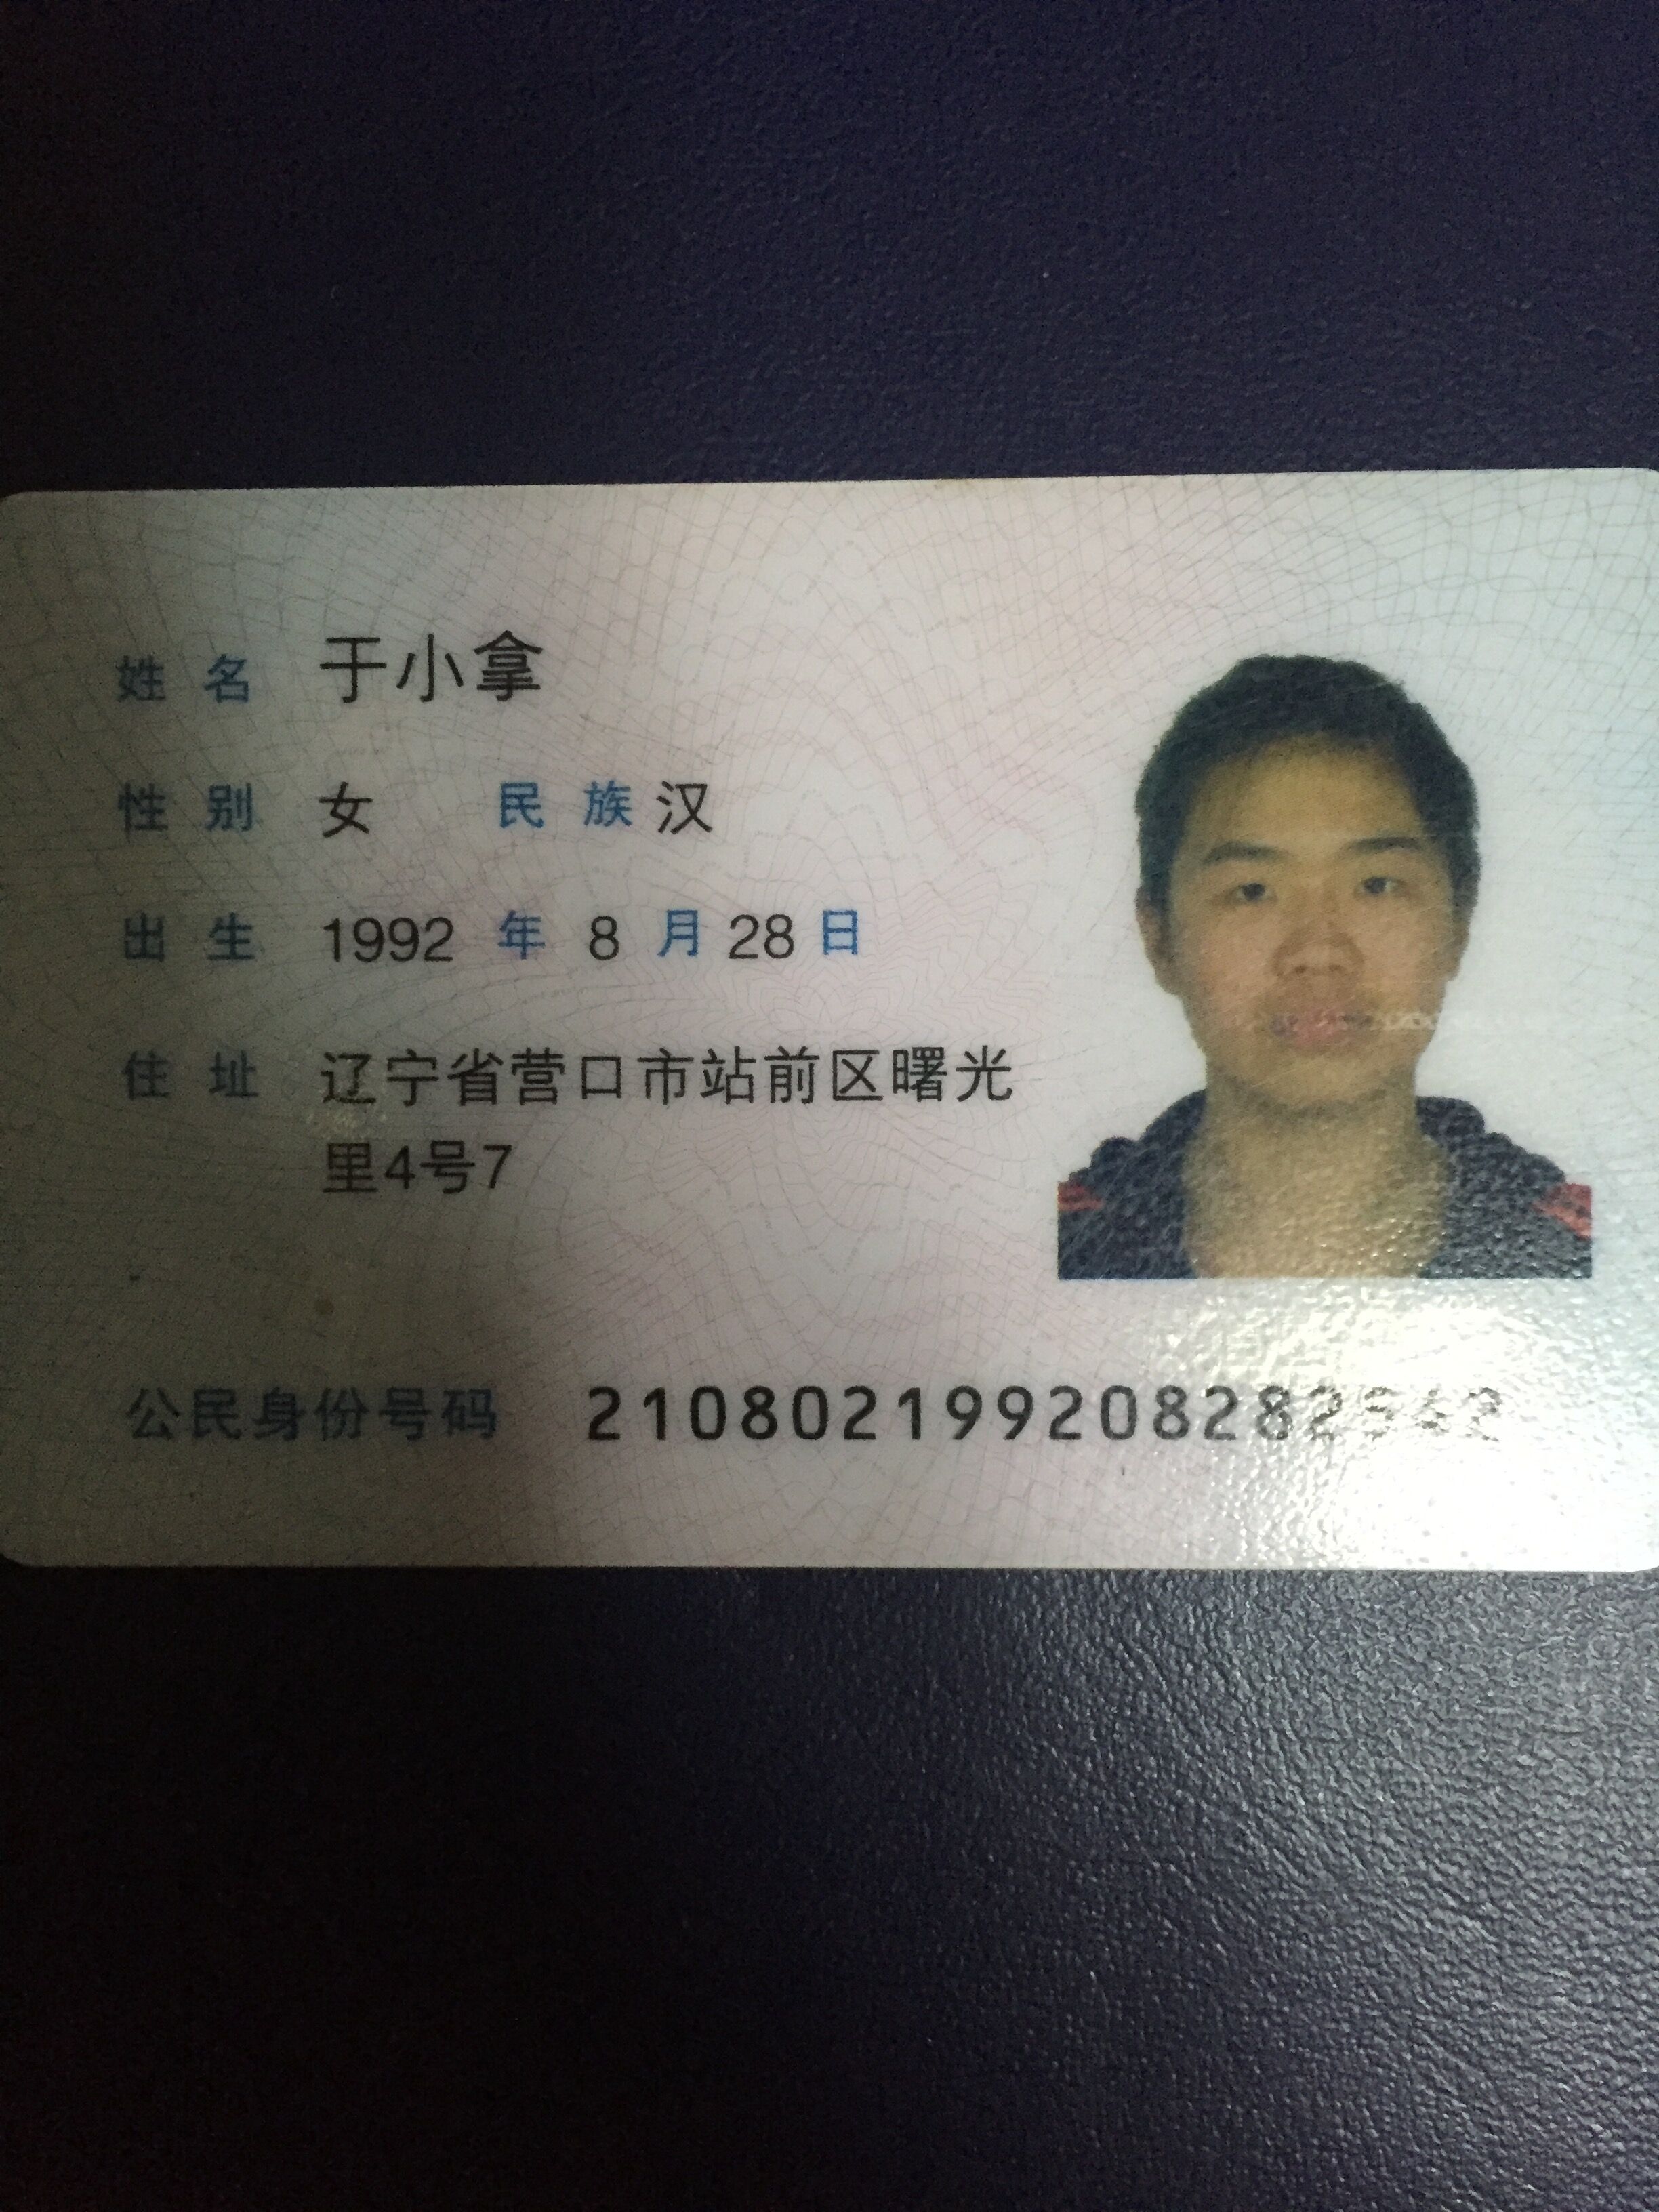 姓名 于小拿
性别 女 民族 汉
出生 1992 年 8 月 28 日
住址 辽宁省营口市站前区曙光
里4号7
公民身份号码